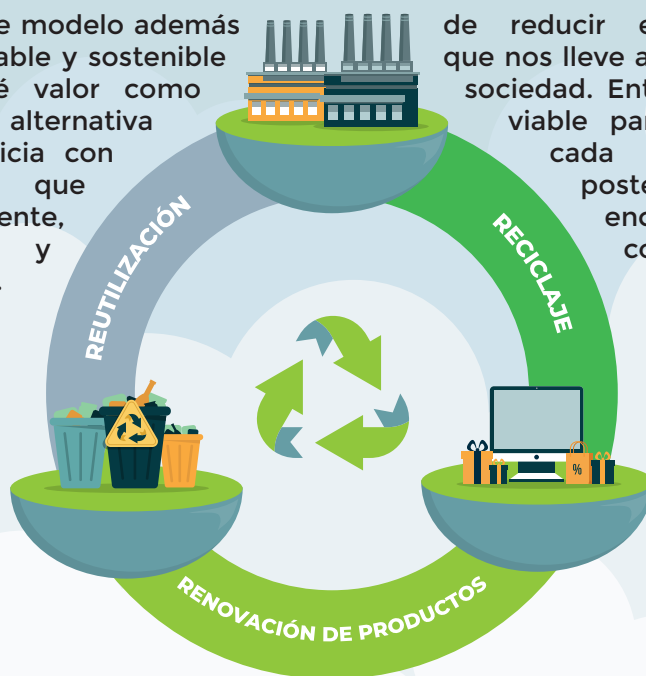 e modelo además
able y sostenible
é valor como
alternativa
icia con
que
ente,
y
.
de reducir e
que nos lleve a
sociedad. Ent
viable par
cada
poste
enc
co
REUTILIZACIÓN
RECICLAJE
%
RENOVACIÓN DE PRODUCTOS